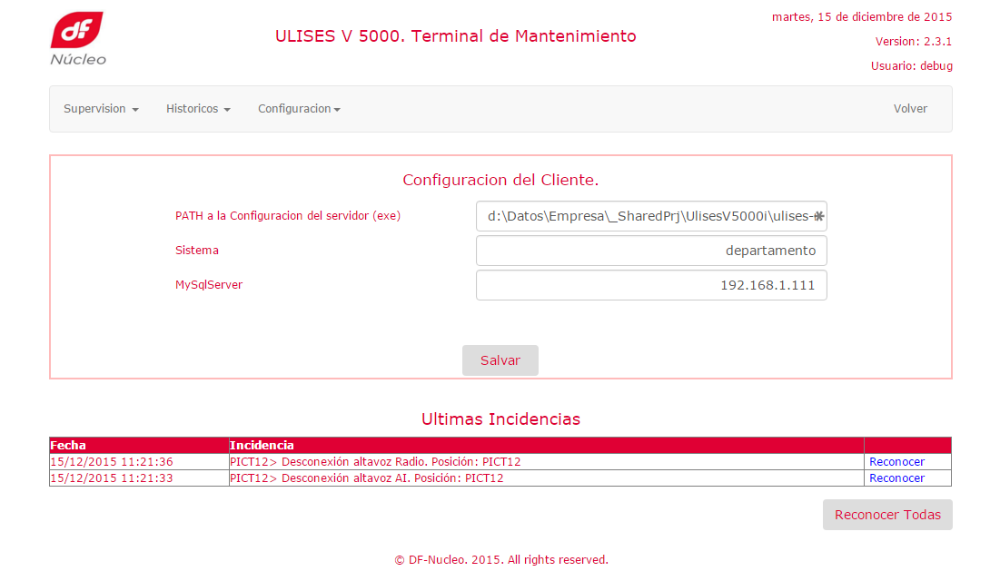 df
Núcleo
ULISES V 5000. Terminal de Mantenimiento
martes, 15 de diciembre de 2015
Version: 2.3.1
Usuario: debug
Supervision Historicos Configuracion Volver
Configuracion del Cliente.
PATH a la Configuracion del servidor (exe) d:\Datos\Empresa\_SharedPrj\UlisesV5000i\ulises-
Sistema departamento
MySqlServer 192.168.1.111
Salvar
Ultimas Incidencias
Fecha Incidencia
15/12/2015 11:21:36 PICT12> Desconexión altavoz Radio. Posición: PICT12 Reconocer
15/12/2015 11:21:33 PICT12> Desconexión altavoz AI. Posición: PICT12 Reconocer
Reconocer Todas
© DF-Nucleo. 2015. All rights reserved.